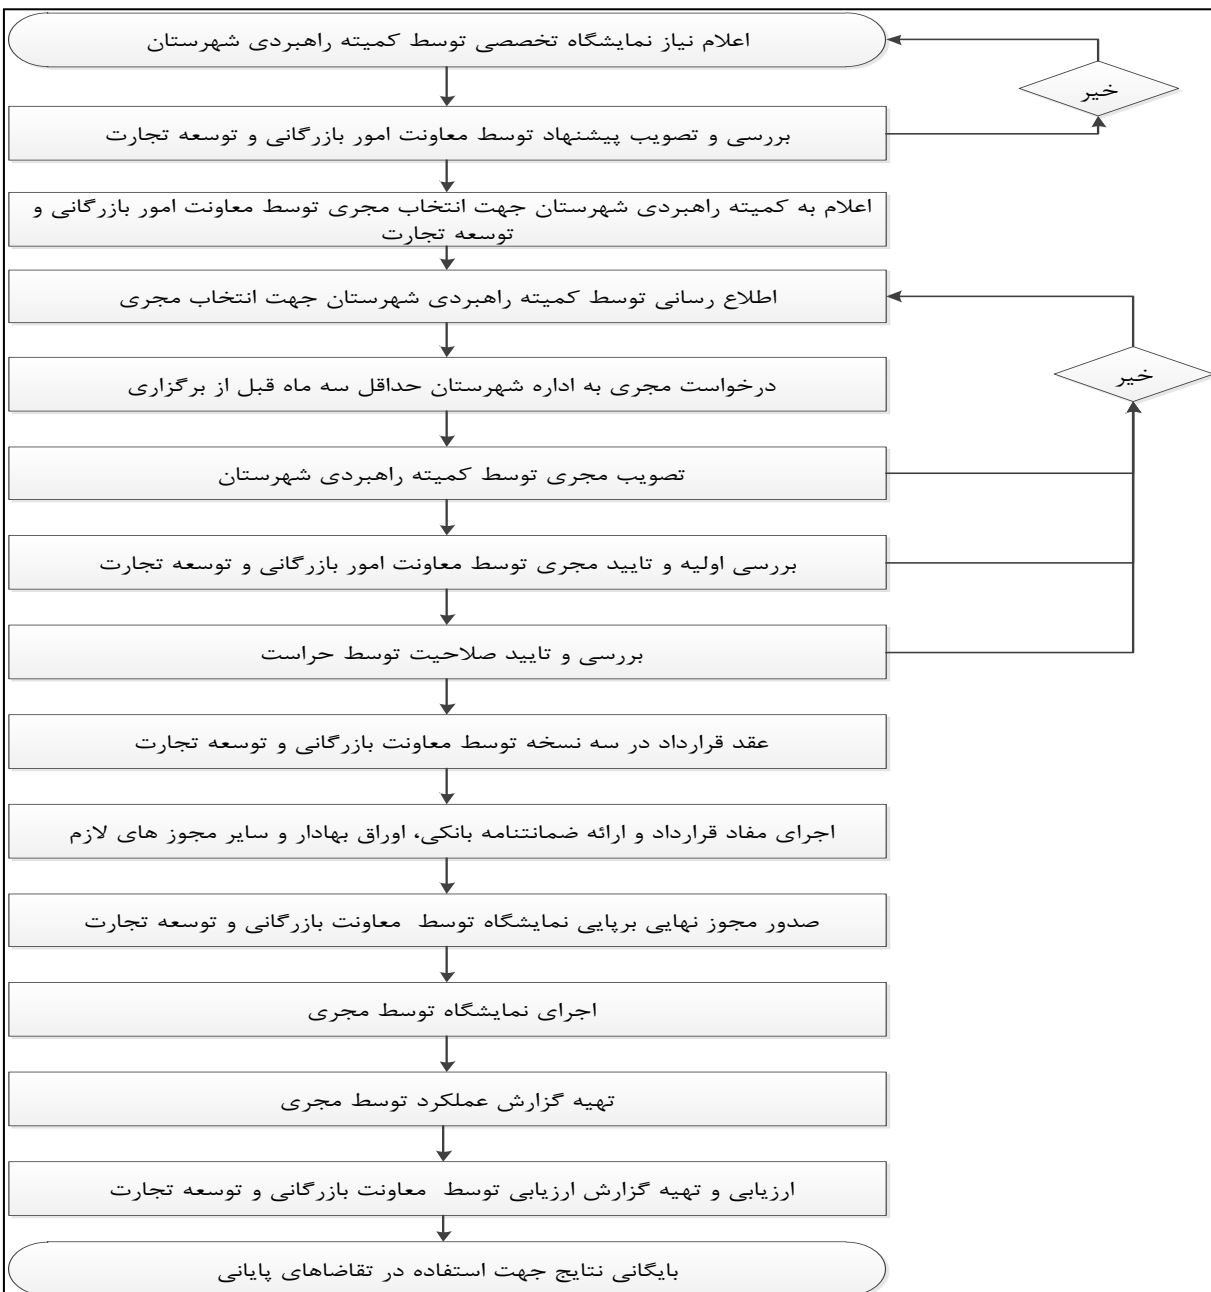 اعلام نیاز نمایشگاه تخصصی توسط کمیته راهبردی شهرستان
خیر
بررسی و تصویب پیشنهاد توسط معاونت امور بازرگانی و توسعه تجارت
اعلام به کمیته راهبردی شهرستان جهت انتخاب مجری توسط معاونت امور بازرگانی و
توسعه تجارت
اطلاع رسانی توسط کمیته راهبردی شهرستان جهت انتخاب مجری
خیر
درخواست مجری به اداره شهرستان حداقل سه ماه قبل از برگزاری
تصویب مجری توسط کمیته راهبردی شهرستان
بررسی اولیه و تایید مجری توسط معاونت امور بازرگانی و توسعه تجارت
بررسی و تایید صلاحیت توسط حراست
عقد قرارداد در سه نسخه توسط معاونت بازرگانی و توسعه تجارت
اجرای مفاد قرارداد و ارائه ضمانتنامه بانکی، اوراق بهادار و سایر مجوز های لازم
صدور مجوز نهایی برپایی نمایشگاه توسط معاونت بازرگانی و توسعه تجارت
اجرای نمایشگاه توسط مجری
تهیه گزارش عملکرد توسط مجری
ارزیابی و تهیه گزارش ارزیابی توسط معاونت بازرگانی و توسعه تجارت
بایگانی نتایج جهت استفاده در تقاضاهای پایانی